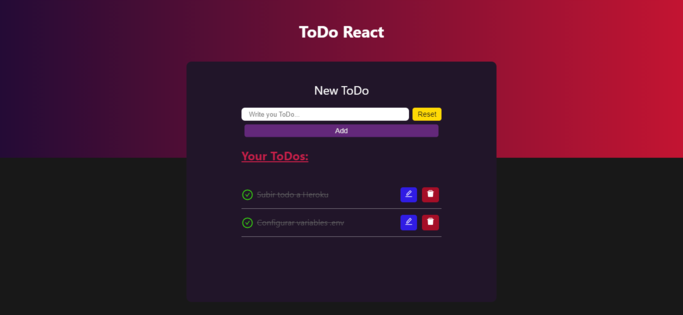 ToDo React
New ToDo
Write you ToDo...
Reset
Add
Your ToDos:
Subir todo a Heroku
Configurar variables .env